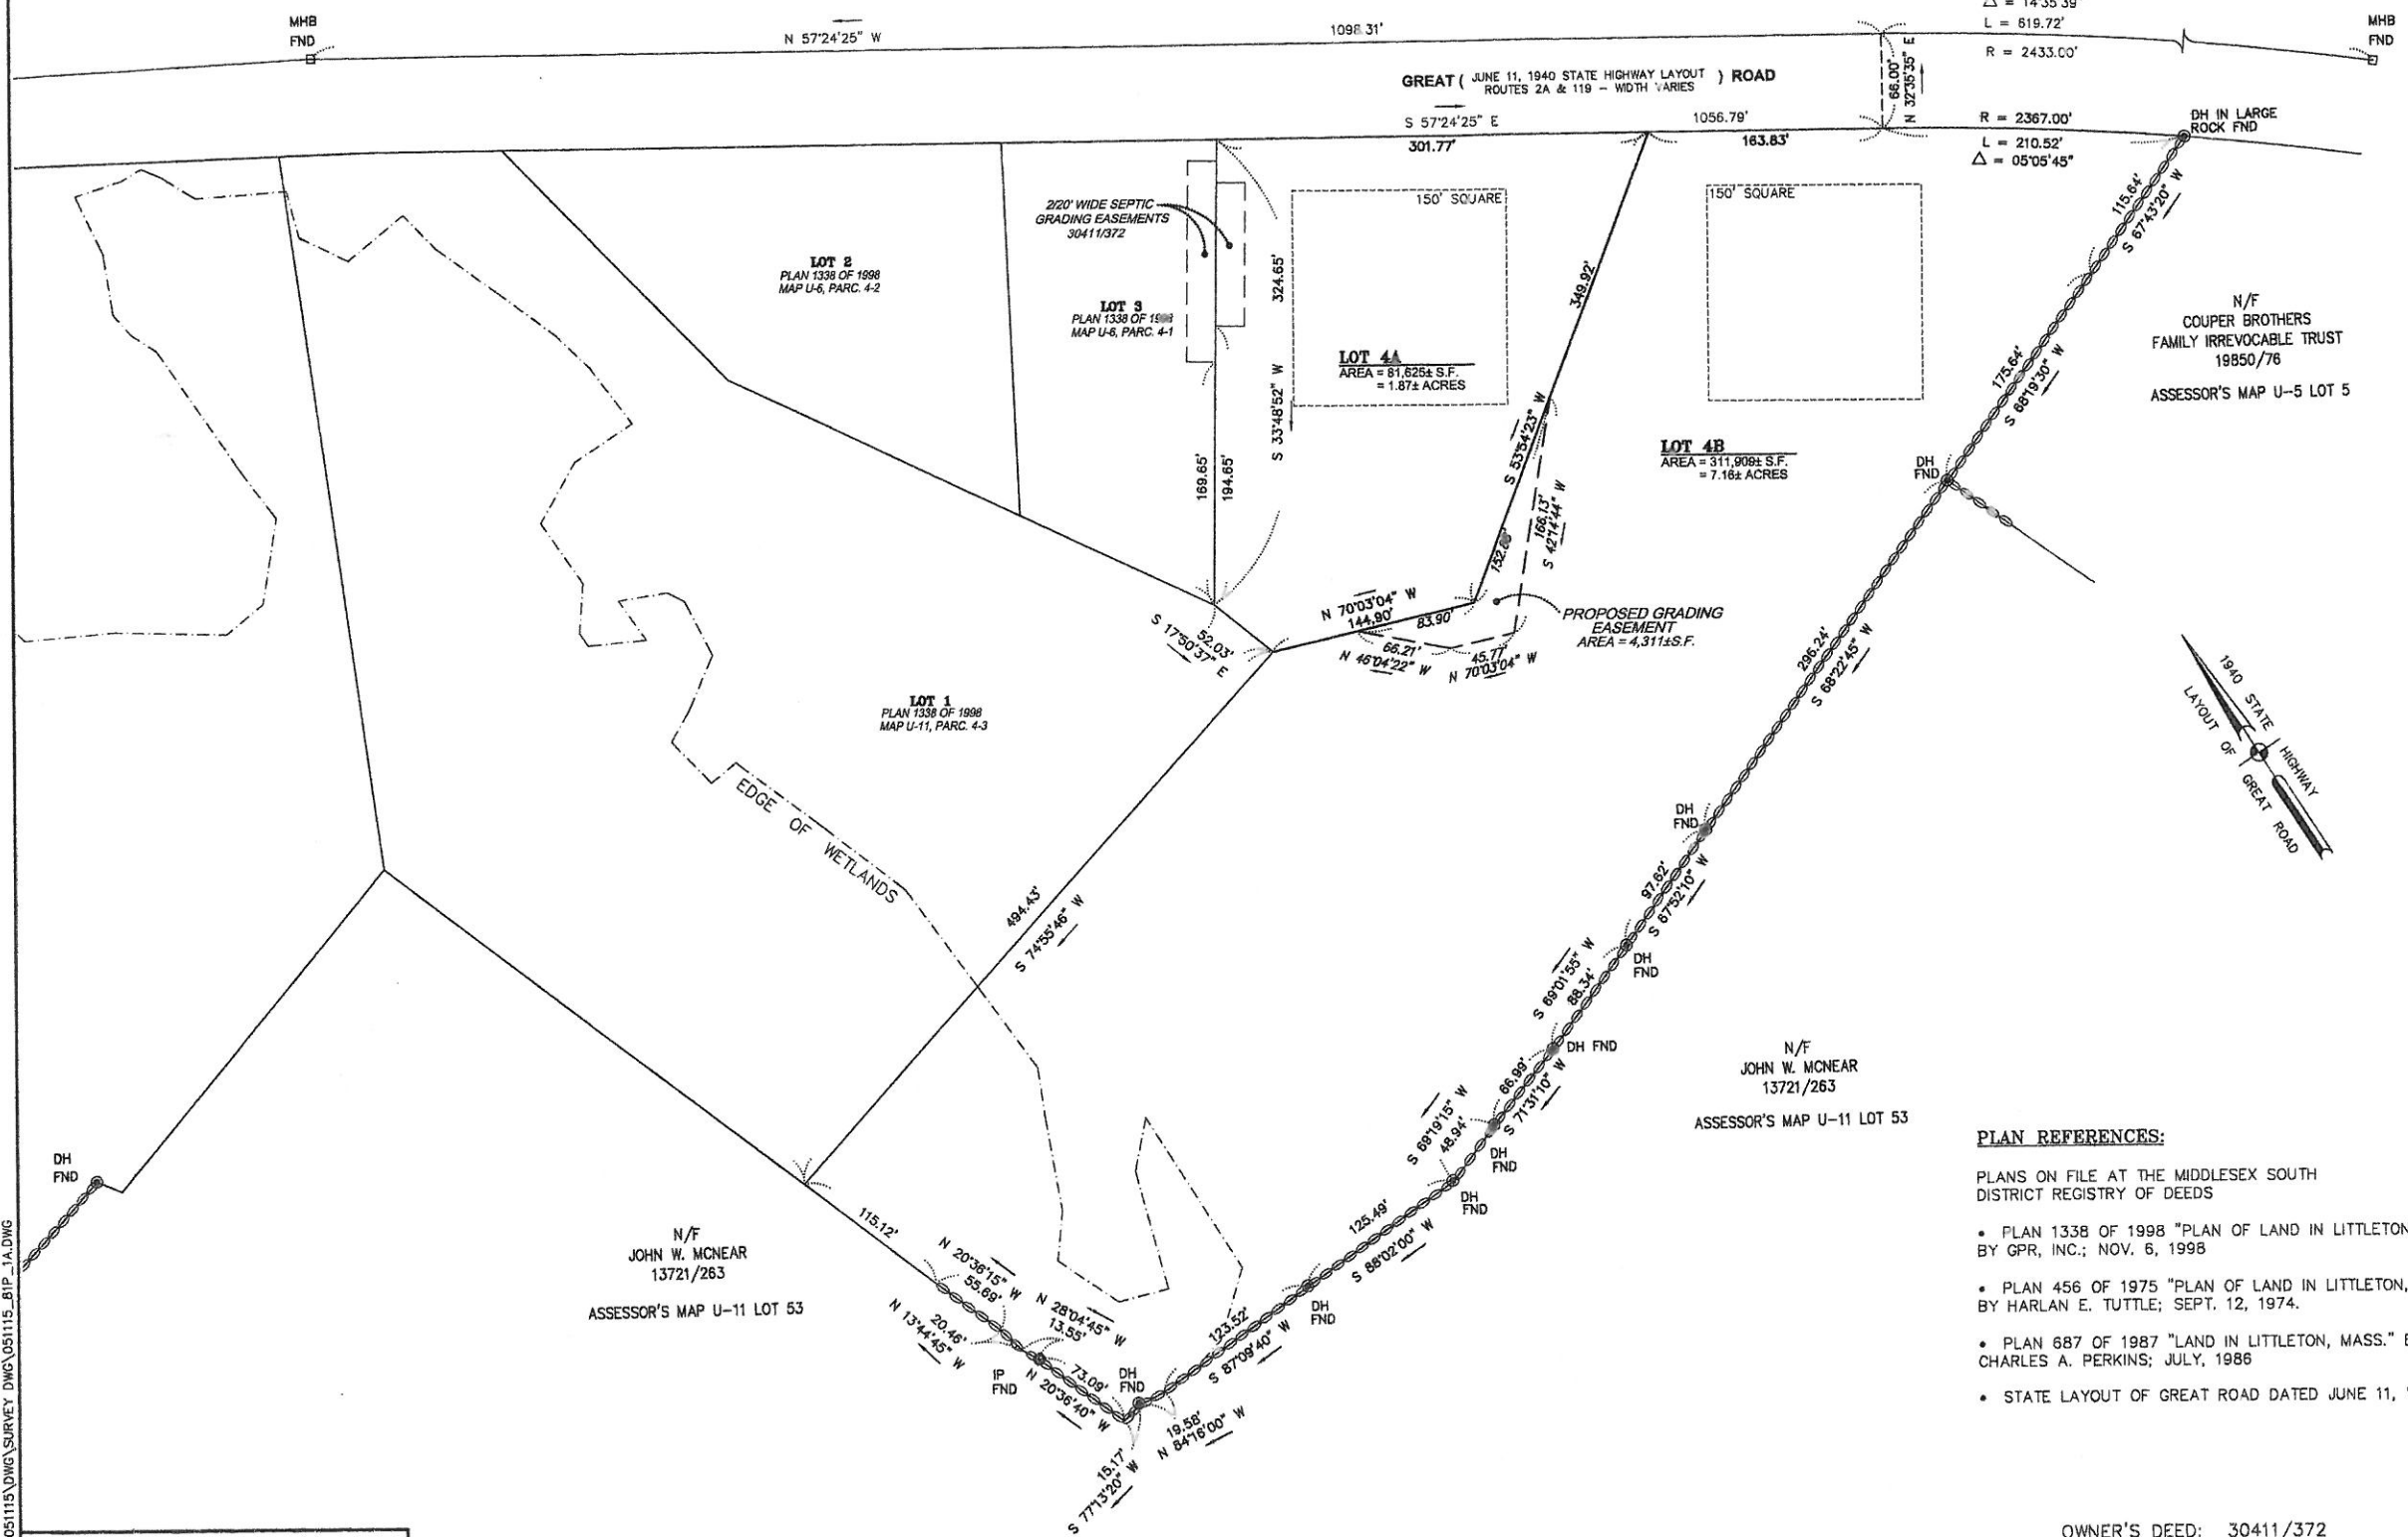 MHB
FND
N 57°24'25" W
1098.31'
Δ = 14°35'39"
L = 619.72'
R = 2433.00'
MHB
FND
GREAT ( JUNE 11, 1940 STATE HIGHWAY LAYOUT ) ROAD
ROUTES 2A & 119 - WIDTH VARIES
66.00'
N 32°35'35" E
S 57°24'25" E
1056.79'
301.77'
163.83'
R = 2367.00'
L = 210.52'
Δ = 05°05'45"
DH IN LARGE
ROCK FND
2/20' WIDE SEPTIC
GRADING EASEMENTS
30411/372
150' SQUARE
150' SQUARE
115.64'
S 67°43'20" W
LOT 2
PLAN 1338 OF 1998
MAP U-6, PARC. 4-2
LOT 3
PLAN 1338 OF 1998
MAP U-6, PARC. 4-1
324.65'
S 33°48'52" W
169.65'
194.65'
349.92'
S 53°54'23" W
LOT 4A
AREA = 81,625± S.F.
= 1.87± ACRES
LOT 4B
AREA = 311,909± S.F.
= 7.16± ACRES
N/F
COUPER BROTHERS
FAMILY IRREVOCABLE TRUST
19850/76
ASSESSOR'S MAP U-5 LOT 5
175.64'
S 68°19'30" W
DH
FND
166.13'
S 42°14'44" W
N 70°03'04" W
144.90'
83.90'
52.03'
S 17°50'37" E
66.21'
N 46°04'22" W
45.77'
N 70°03'04" W
PROPOSED GRADING
EASEMENT
AREA = 4,311±S.F.
296.24'
S 68°22'45" W
1940 STATE HIGHWAY
LAYOUT OF GREAT ROAD
LOT 1
PLAN 1338 OF 1998
MAP U-11, PARC. 4-3
EDGE OF WETLANDS
494.43'
S 74°55'46" W
DH
FND
97.62'
S 67°52'10" W
DH
FND
S 69°01'55" W
88.34'
DH FND
66.99'
S 71°31'10" W
S 68°19'15" W
48.94'
DH
FND
DH
FND
N/F
JOHN W. MCNEAR
13721/263
ASSESSOR'S MAP U-11 LOT 53
DH
FND
N/F
JOHN W. MCNEAR
13721/263
ASSESSOR'S MAP U-11 LOT 53
115.12'
N 20°36'15" W
55.69'
20.46'
N 13°44'45" W
N 28°04'45" W
13.55'
IP
FND
73.09'
N 20°36'40" W
DH
FND
125.49'
S 88°02'00" W
DH
FND
123.52'
S 87°09'40" W
19.58'
N 84°16'00" W
15.17'
S 77°13'20" W
PLAN REFERENCES:
PLANS ON FILE AT THE MIDDLESEX SOUTH
DISTRICT REGISTRY OF DEEDS
• PLAN 1338 OF 1998 "PLAN OF LAND IN LITTLETON
BY GPR, INC.; NOV. 6, 1998
• PLAN 456 OF 1975 "PLAN OF LAND IN LITTLETON,
BY HARLAN E. TUTTLE; SEPT. 12, 1974.
• PLAN 687 OF 1987 "LAND IN LITTLETON, MASS."
CHARLES A. PERKINS; JULY, 1986
• STATE LAYOUT OF GREAT ROAD DATED JUNE 11,
OWNER'S DEED: 30411/372
051115\DWG\SURVEY DWG\051115_81P_1A.DWG